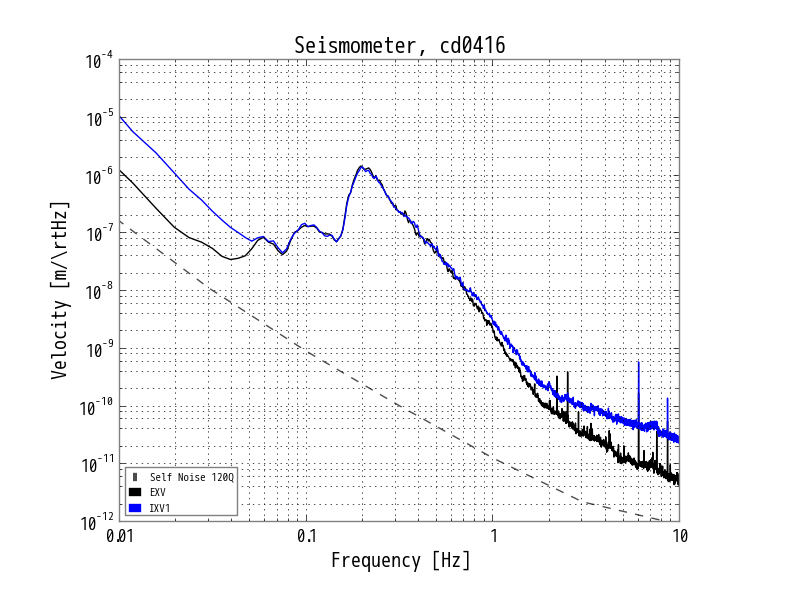 Seismometer, cd0416
10^-4
10^-5
10^-6
10^-7
10^-8
10^-9
10^-10
10^-11
10^-12
Velocity [m/\rtHz]
Self Noise 120Q
EXV
IXV1
0.01 0.1 1 10
Frequency [Hz]